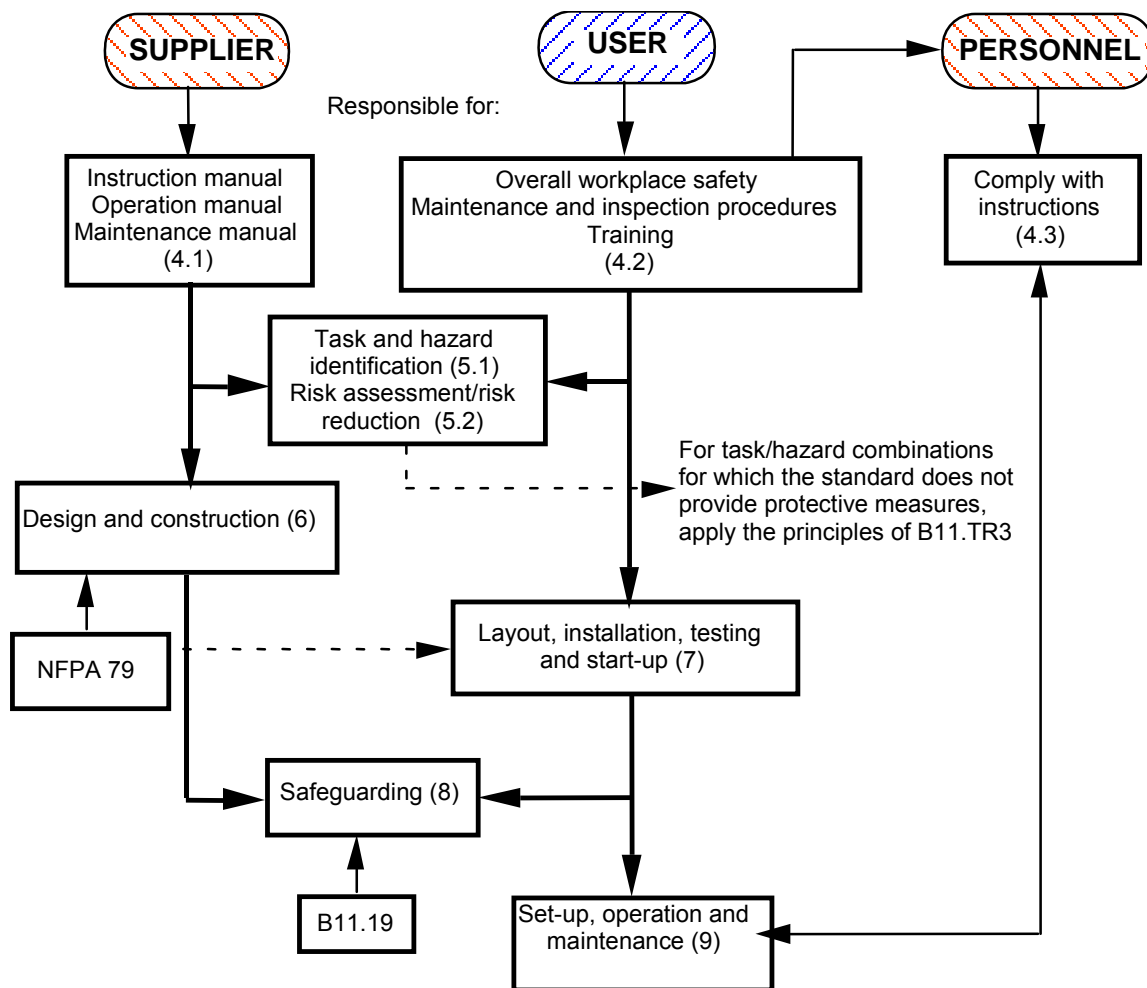 SUPPLIER
USER
PERSONNEL
Responsible for:
Instruction manual
Operation manual
Maintenance manual
(4.1)
Overall workplace safety
Maintenance and inspection procedures
Training
(4.2)
Comply with
instructions
(4.3)
Task and hazard
identification (5.1)
Risk assessment/risk
reduction (5.2)
For task/hazard combinations
for which the standard does not
provide protective measures,
apply the principles of B11.TR3
Design and construction (6)
NFPA 79
Layout, installation, testing
and start-up (7)
Safeguarding (8)
B11.19
Set-up, operation and
maintenance (9)